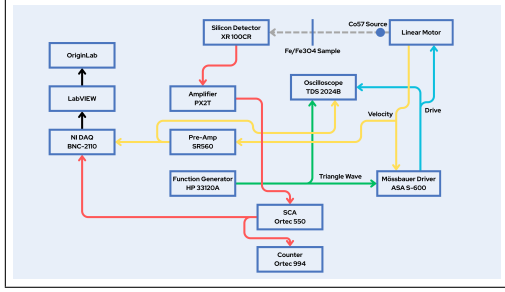 Silicon Detector
XR 100CR
Co57 Source
Linear Motor
Fe/Fe3O4 Sample
OriginLab
LabVIEW
NI DAQ
BNC-2110
Amplifier
PX2T
Oscilloscope
TDS 2024B
Velocity
Drive
Pre-Amp
SR560
Function Generator
HP 33120A
Triangle Wave
Mössbauer Driver
ASA S-600
SCA
Ortec 550
Counter
Ortec 994